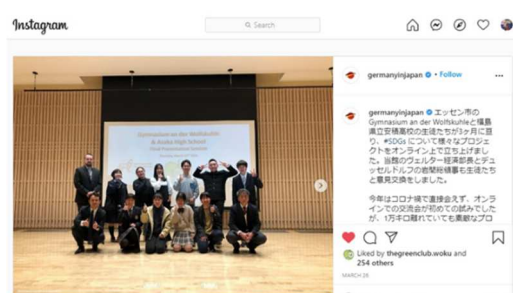 Instagram
Search
germanyinjapan • Follow
germanyinjapan エッセン市の
Gymnasium an der Wolfskuhleと福島
県立安積高校の生徒たちが3ヶ月に亘
り、#SDGs について様々なプロジェ
クトをオンライン上で立ち上げまし
た。当館のヴェルター経済部長とデュ
ッセルドルフの岩間総領事も生徒たち
と意見交換をしました。
今年はコロナ禍で直接会えず、オンラ
インでの交流会が初めての試みでした
が、1万キロ離れていても素敵なプロ
Gymnasium an der Wolfskuhle
& Asaka High School
Liked by thegreenclub.woku and
254 others
MARCH 26